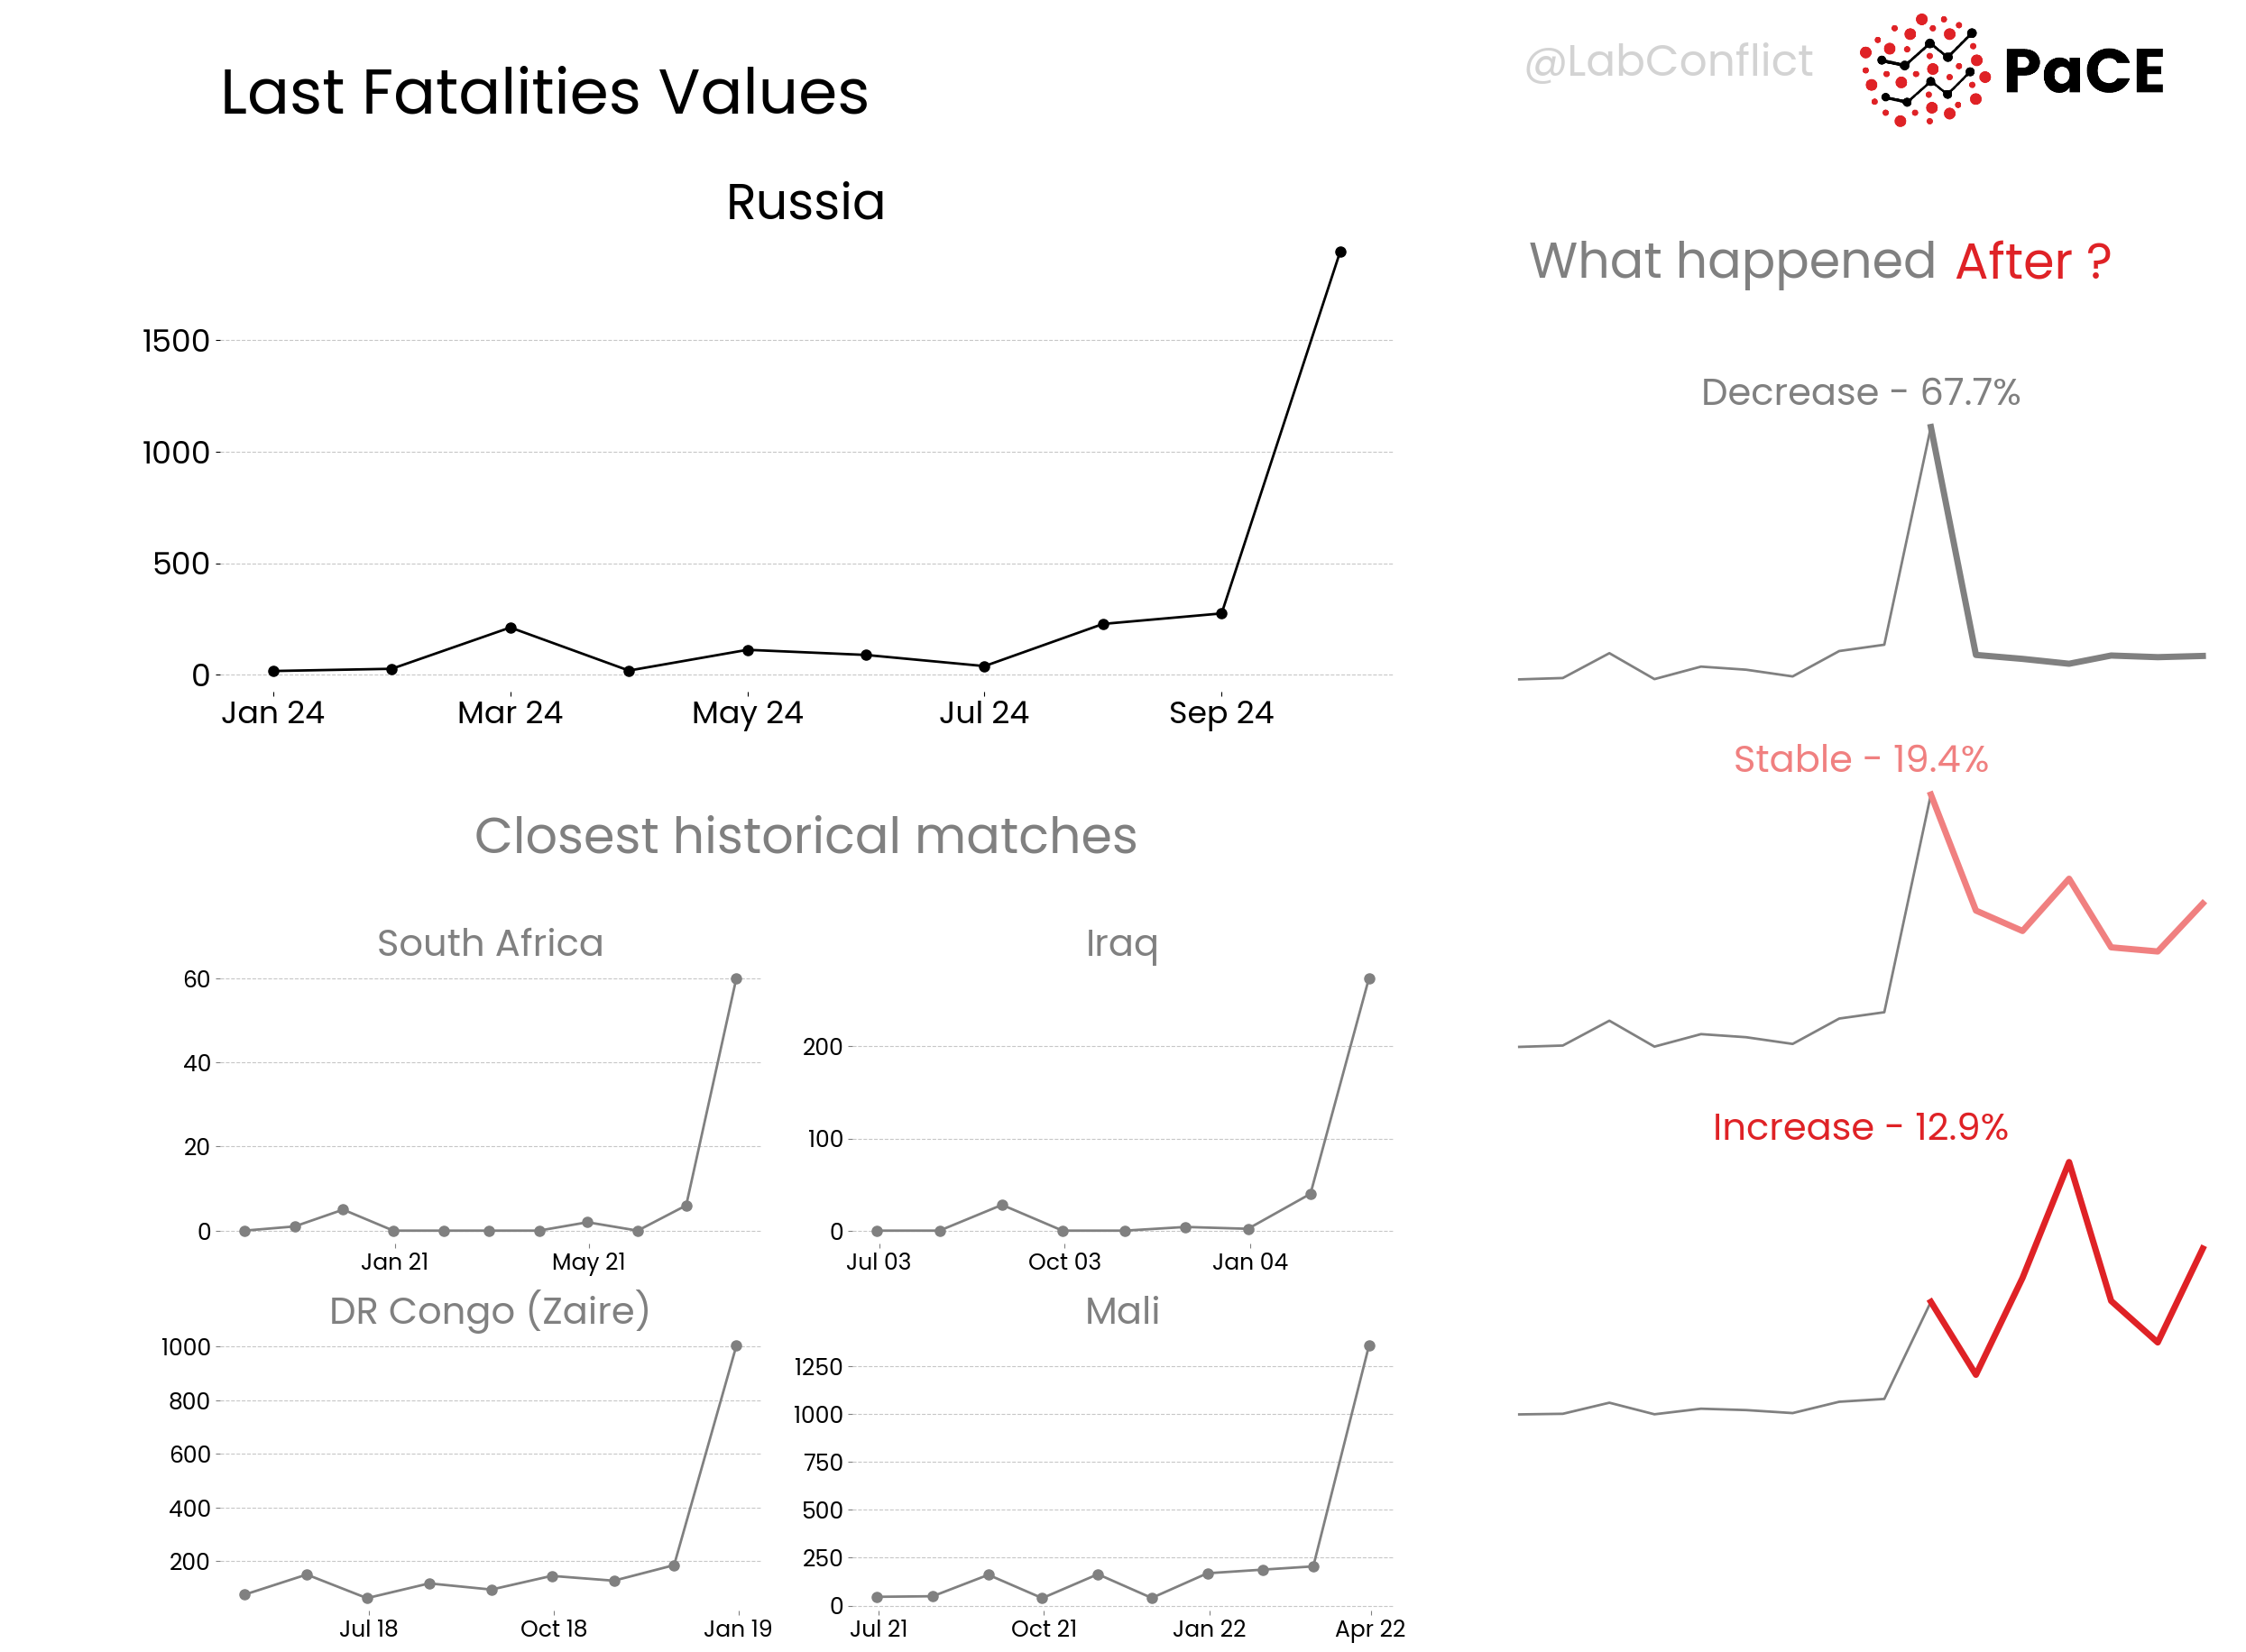 Last Fatalities Values
@LabConflict
PaCE
Russia
1500
1000
500
0
Jan 24 Mar 24 May 24 Jul 24 Sep 24
What happened After ?
Decrease - 67.7%
Stable - 19.4%
Increase - 12.9%
Closest historical matches
South Africa
60
40
20
0
Jan 21 May 21
Iraq
200
100
0
Jul 03 Oct 03 Jan 04
DR Congo (Zaire)
1000
800
600
400
200
Jul 18 Oct 18 Jan 19
Mali
1250
1000
750
500
250
0
Jul 21 Oct 21 Jan 22 Apr 22